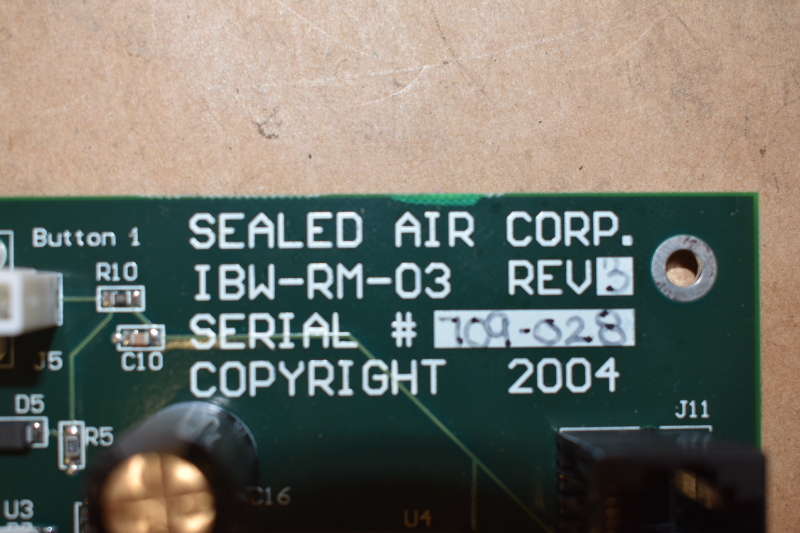 Button 1
SEALED AIR CORP.
R10
IBW-RM-03 REV
SERIAL # 709-028
J5
C10
COPYRIGHT 2004
D5
J11
R5
C16
U3
U4